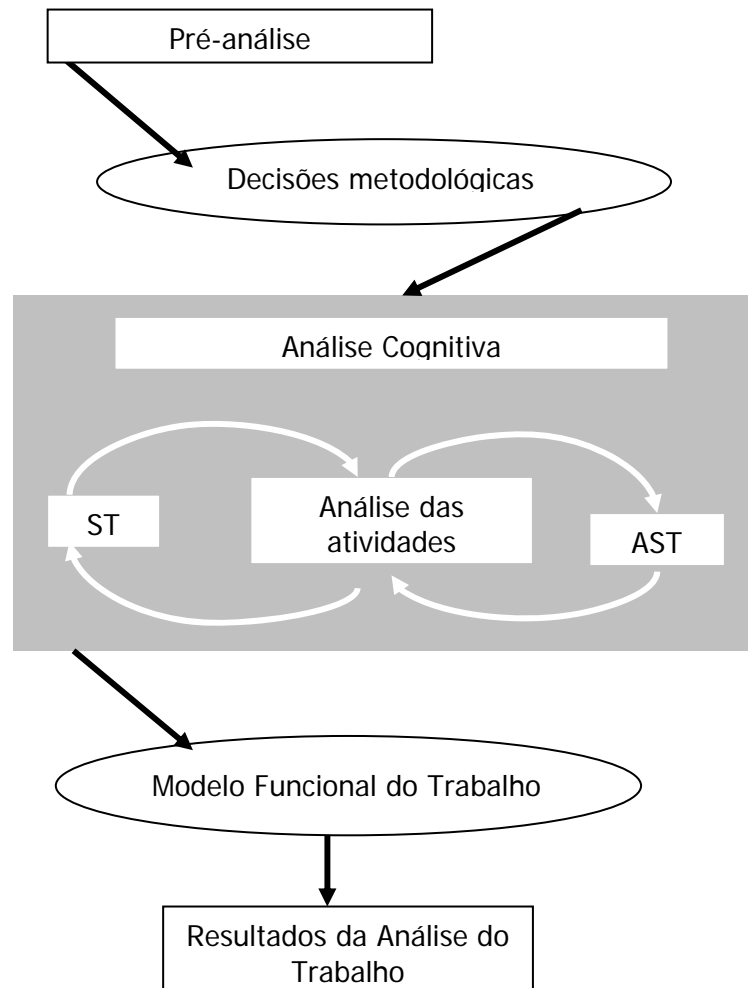 Pré-análise
Decisões metodológicas
Análise Cognitiva
ST
Análise das
atividades
AST
Modelo Funcional do Trabalho
Resultados da Análise do
Trabalho